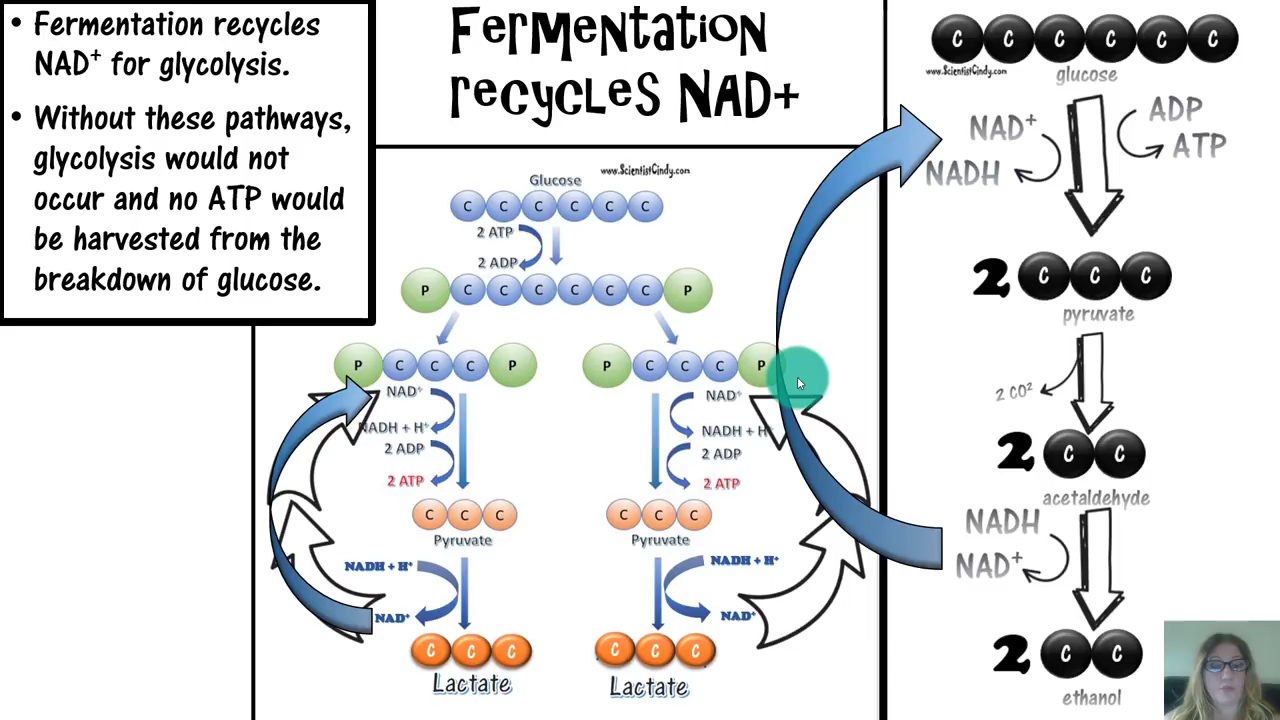 • Fermentation recycles
NAD⁺ for glycolysis.
• Without these pathways,
glycolysis would not
occur and no ATP would
be harvested from the
breakdown of glucose.
Fermentation
recycles NAD+
www.ScientistCindy.com
Glucose
C C C C C C
2 ATP
2 ADP
P C C C C C C P
P C C C P
P C C C P
NAD⁺
NADH + H⁺
2 ADP
2 ATP
NAD⁺
NADH + H⁺
2 ADP
2 ATP
C C C
Pyruvate
C C C
Pyruvate
NADH + H⁺
NAD⁺
NADH + H⁺
NAD⁺
C C C
Lactate
C C C
Lactate
C C C C C C
www.ScientistCindy.com
glucose
NAD⁺
NADH
ADP
ATP
2 C C C
pyruvate
2 CO²
2 C C
acetaldehyde
NADH
NAD⁺
2 C C
ethanol